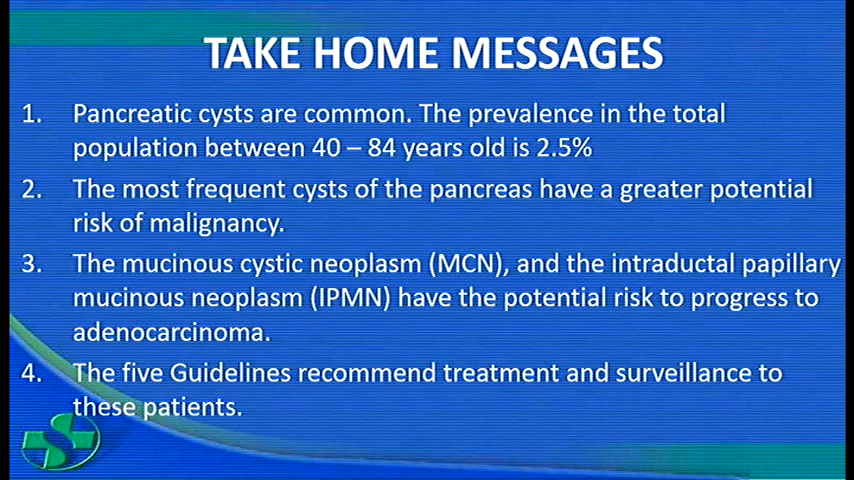 TAKE HOME MESSAGES
1. Pancreatic cysts are common. The prevalence in the total
population between 40 – 84 years old is 2.5%
2. The most frequent cysts of the pancreas have a greater potential
risk of malignancy.
3. The mucinous cystic neoplasm (MCN), and the intraductal papillary
mucinous neoplasm (IPMN) have the potential risk to progress to
adenocarcinoma.
4. The five Guidelines recommend treatment and surveillance to
these patients.